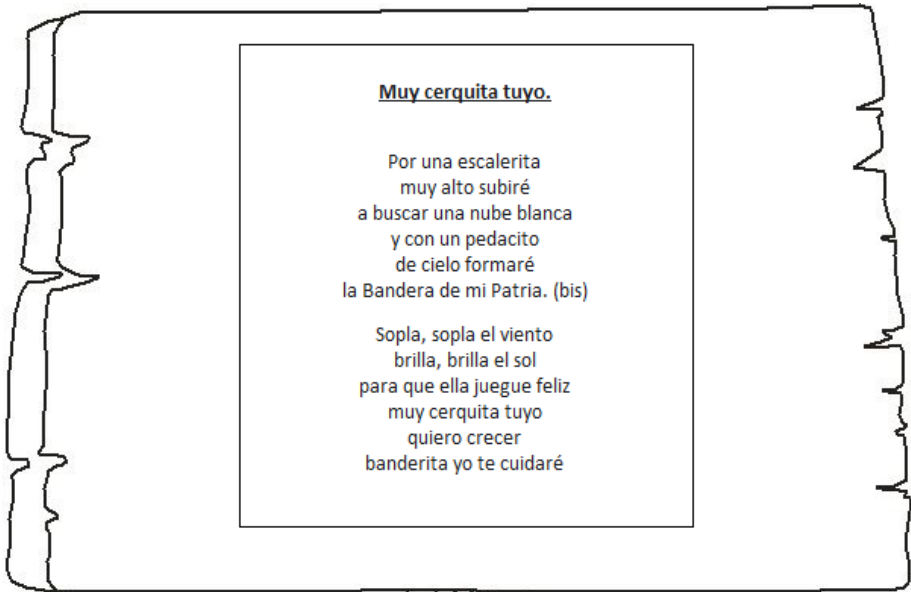 Muy cerquita tuyo.
Por una escalerita
muy alto subiré
a buscar una nube blanca
y con un pedacito
de cielo formaré
la Bandera de mi Patria. (bis)
Sopla, sopla el viento
brilla, brilla el sol
para que ella juegue feliz
muy cerquita tuyo
quiero crecer
banderita yo te cuidaré